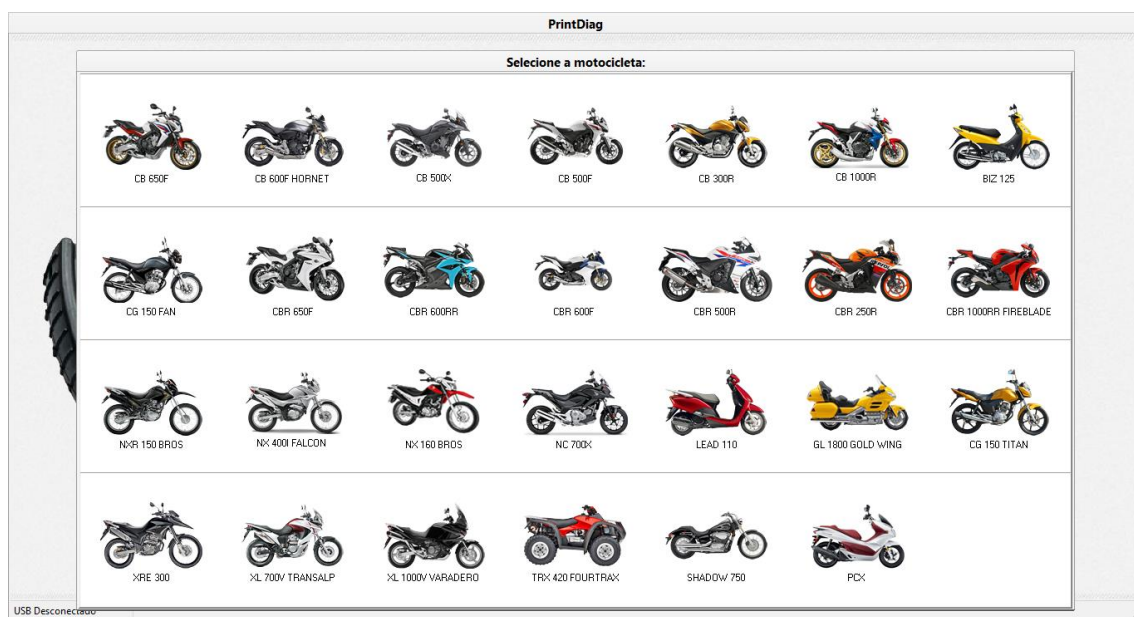 PrintDiag
Selecione a motocicleta:
CB 650F
CB 600F HORNET
CB 500X
CB 500F
CB 300R
CB 1000R
BIZ 125
CG 150 FAN
CBR 650F
CBR 600RR
CBR 600F
CBR 500R
CBR 250R
CBR 1000RR FIREBLADE
NXR 150 BROS
NX 400I FALCON
NX 160 BROS
NC 700X
LEAD 110
GL 1800 GOLD WING
CG 150 TITAN
XRE 300
XL 700V TRANSALP
XL 1000V VARADERO
TRX 420 FOURTRAX
SHADOW 750
PCX
USB Desconectado